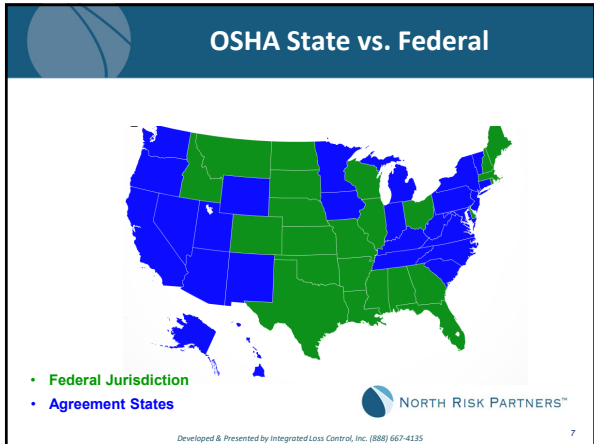 OSHA State vs. Federal
• Federal Jurisdiction
• Agreement States
NORTH RISK PARTNERS™
Developed & Presented by Integrated Loss Control, Inc. (888) 667-4135
7